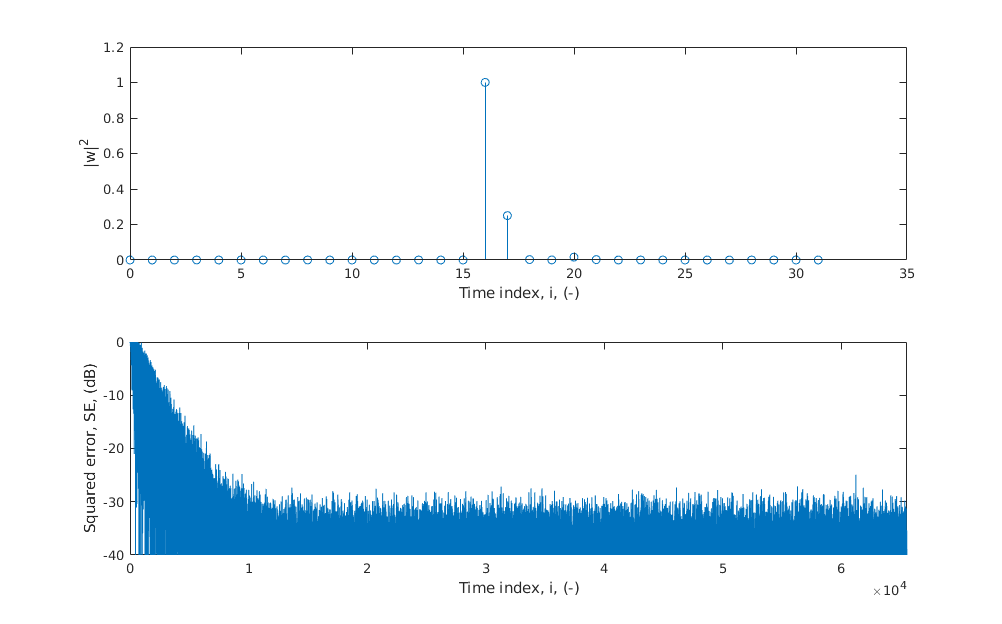 1.2
1
0.8
0.6
0.4
0.2
0
|w|²
0 5 10 15 20 25 30 35
Time index, i, (-)
0
-10
-20
-30
-40
Squared error, SE, (dB)
0 1 2 3 4 5 6
×10⁴
Time index, i, (-)